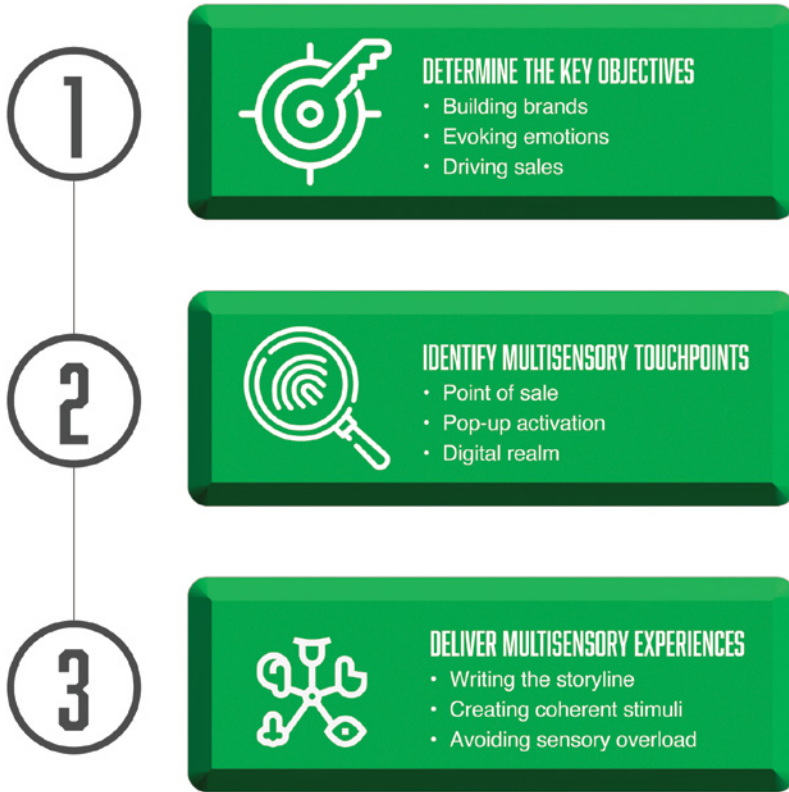 1
DETERMINE THE KEY OBJECTIVES
• Building brands
• Evoking emotions
• Driving sales
2
IDENTIFY MULTISENSORY TOUCHPOINTS
• Point of sale
• Pop-up activation
• Digital realm
3
DELIVER MULTISENSORY EXPERIENCES
• Writing the storyline
• Creating coherent stimuli
• Avoiding sensory overload